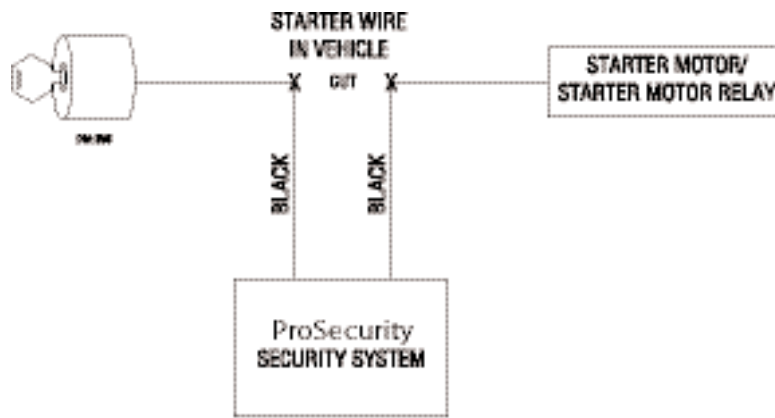 STARTER WIRE
IN VEHICLE
CUT
STARTER MOTOR/
STARTER MOTOR RELAY
BLACK
BLACK
ProSecurity
SECURITY SYSTEM